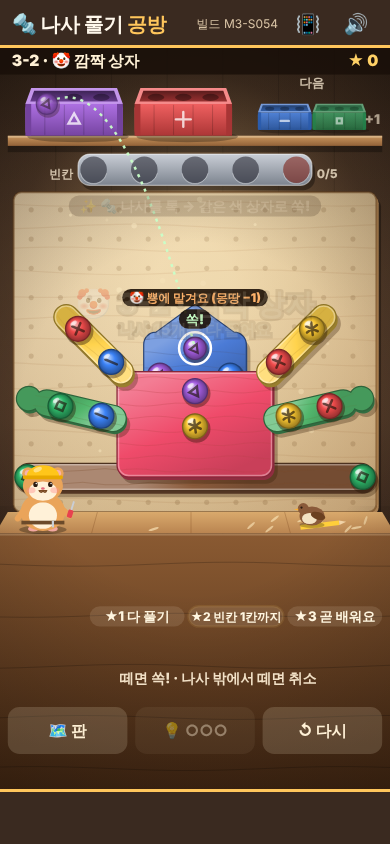 🔩 나사 풀기 공방
빌드 M3-S054
3-2 · 🤡 깜짝 상자
★ 0
다음
+1
빈칸
0/5
🤡 뽕에 맡겨요 (몽땅 −1)
쏙!
★1 다 풀기
★2 빈칸 1칸까지
★3 곧 배워요
떼면 쏙! · 나사 밖에서 떼면 취소
🗺️ 판
💡 ○○○
↺ 다시